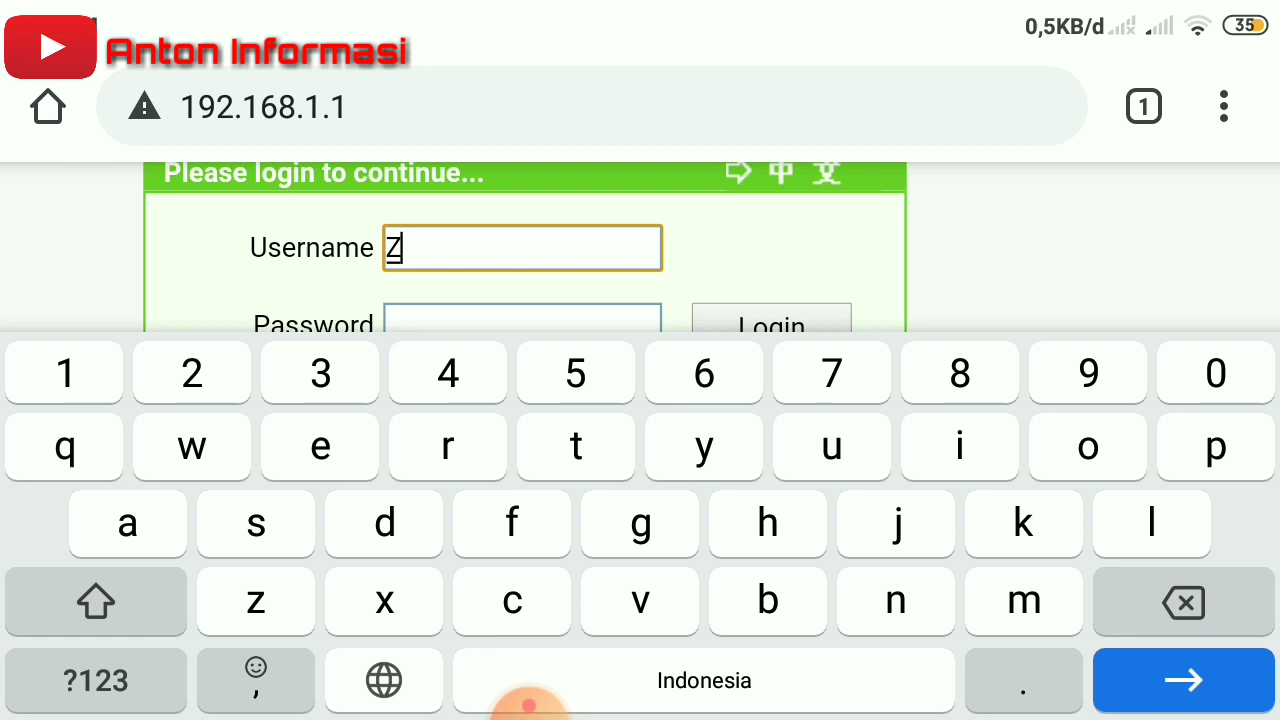 Anton Informasi
0,5KB/d
35
192.168.1.1
1
Please login to continue... 中 文
Username Z
Password
Login
1 2 3 4 5 6 7 8 9 0
q w e r t y u i o p
a s d f g h j k l
z x c v b n m
?123 , Indonesia .